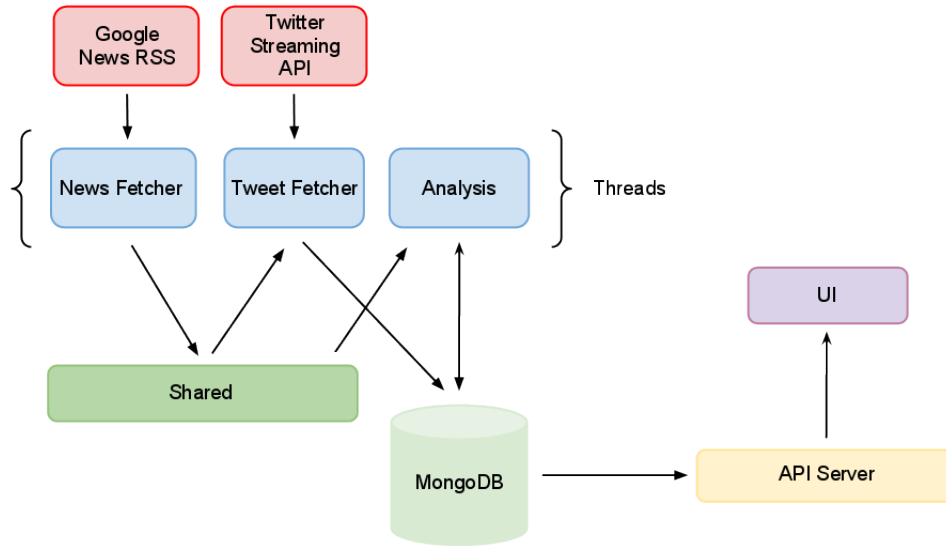 Google
News RSS
Twitter
Streaming
API
News Fetcher
Tweet Fetcher
Analysis
Threads
UI
Shared
MongoDB
API Server